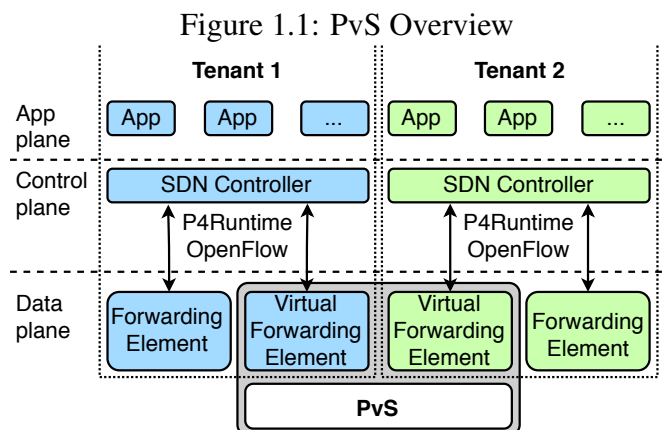 Figure 1.1: PvS Overview
Tenant 1
Tenant 2
App
plane
App
App
...
App
App
...
Control
plane
SDN Controller
SDN Controller
P4Runtime
OpenFlow
P4Runtime
OpenFlow
Data
plane
Forwarding
Element
Virtual
Forwarding
Element
Virtual
Forwarding
Element
Forwarding
Element
PvS